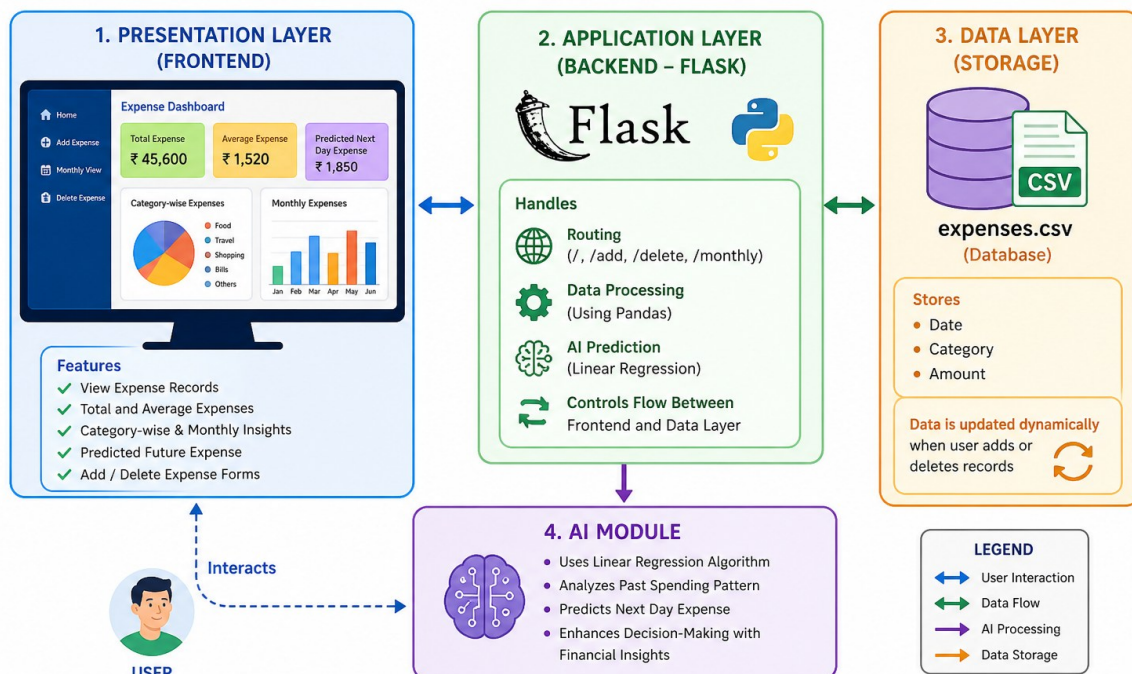 1. PRESENTATION LAYER
(FRONTEND)
Home
Add Expense
Monthly View
Delete Expense
Expense Dashboard
Total Expense
₹ 45,600
Average Expense
₹ 1,520
Predicted Next
Day Expense
₹ 1,850
Category-wise Expenses
Food
Travel
Shopping
Bills
Others
Monthly Expenses
Jan Feb Mar Apr May Jun
Features
View Expense Records
Total and Average Expenses
Category-wise & Monthly Insights
Predicted Future Expense
Add / Delete Expense Forms
2. APPLICATION LAYER
(BACKEND – FLASK)
Flask
Handles
Routing
(/, /add, /delete, /monthly)
Data Processing
(Using Pandas)
AI Prediction
(Linear Regression)
Controls Flow Between
Frontend and Data Layer
3. DATA LAYER
(STORAGE)
CSV
expenses.csv
(Database)
Stores
• Date
• Category
• Amount
Data is updated dynamically
when user adds or
deletes records
Interacts
USER
4. AI MODULE
• Uses Linear Regression Algorithm
• Analyzes Past Spending Pattern
• Predicts Next Day Expense
• Enhances Decision-Making with
Financial Insights
LEGEND
User Interaction
Data Flow
AI Processing
Data Storage